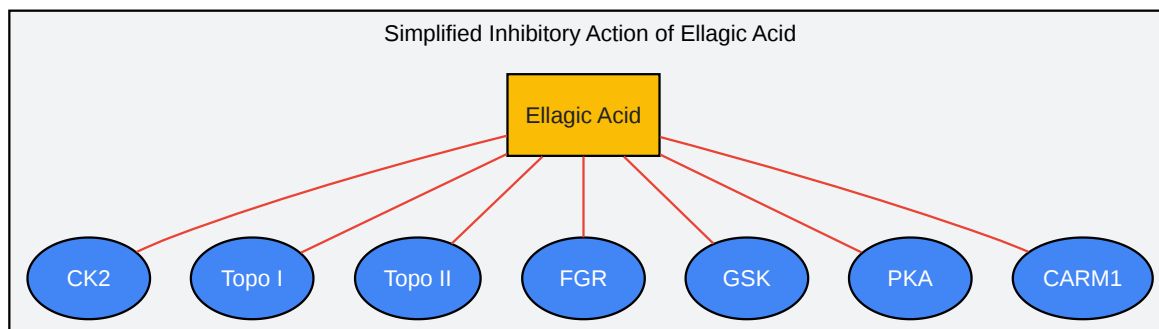 Simplified Inhibitory Action of Ellagic Acid
Ellagic Acid
CK2
Topo I
Topo II
FGR
GSK
PKA
CARM1